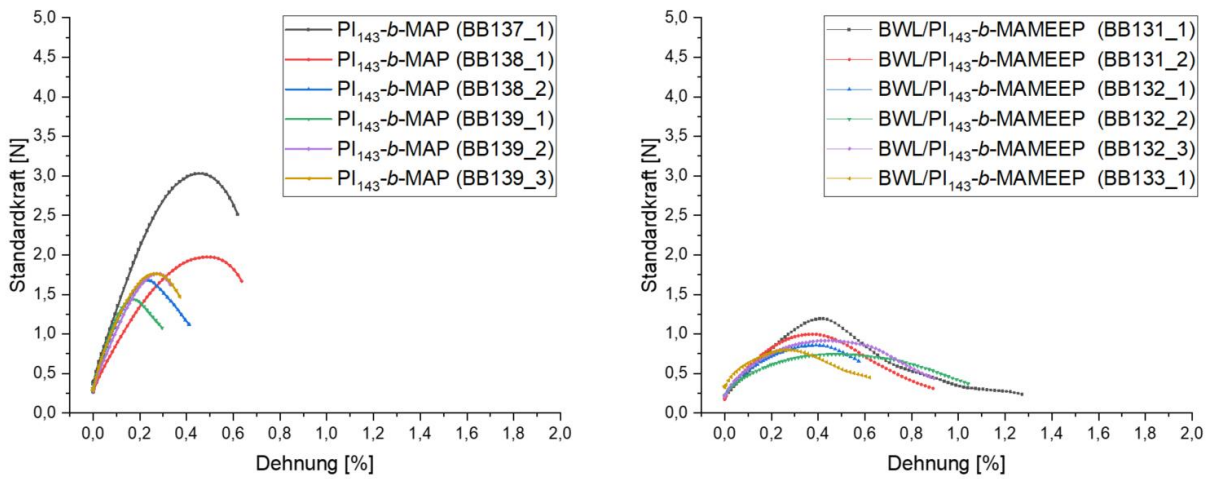 5,0
4,5
4,0
3,5
3,0
2,5
2,0
1,5
1,0
0,5
0,0
Standardkraft [N]
PI143-b-MAP (BB137_1)
PI143-b-MAP (BB138_1)
PI143-b-MAP (BB138_2)
PI143-b-MAP (BB139_1)
PI143-b-MAP (BB139_2)
PI143-b-MAP (BB139_3)
0,0 0,2 0,4 0,6 0,8 1,0 1,2 1,4 1,6 1,8 2,0
Dehnung [%]
5,0
4,5
4,0
3,5
3,0
2,5
2,0
1,5
1,0
0,5
0,0
Standardkraft [N]
BWL/PI143-b-MAMEEP (BB131_1)
BWL/PI143-b-MAMEEP (BB131_2)
BWL/PI143-b-MAMEEP (BB132_1)
BWL/PI143-b-MAMEEP (BB132_2)
BWL/PI143-b-MAMEEP (BB132_3)
BWL/PI143-b-MAMEEP (BB133_1)
0,0 0,2 0,4 0,6 0,8 1,0 1,2 1,4 1,6 1,8 2,0
Dehnung [%]